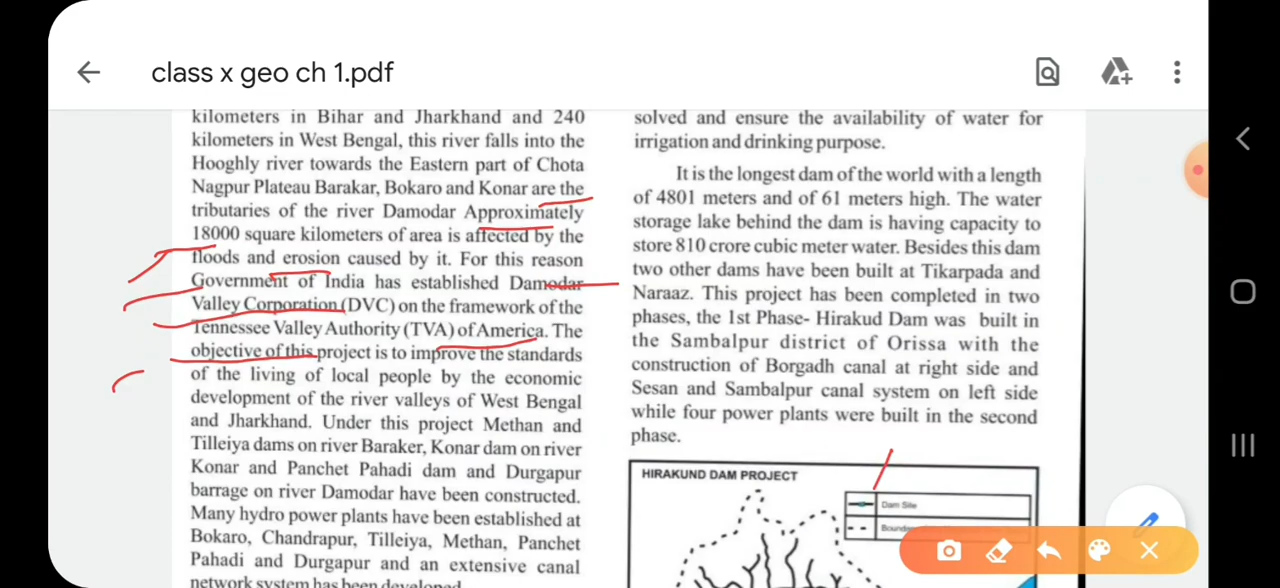 class x geo ch 1.pdf
kilometers in Bihar and Jharkhand and 240
kilometers in West Bengal, this river falls into the
Hooghly river towards the Eastern part of Chota
Nagpur Plateau Barakar, Bokaro and Konar are the
tributaries of the river Damodar Approximately
18000 square kilometers of area is affected by the
floods and erosion caused by it. For this reason
Government of India has established Damodar
Valley Corporation (DVC) on the framework of the
Tennessee Valley Authority (TVA) of America. The
objective of this project is to improve the standards
of the living of local people by the economic
development of the river valleys of West Bengal
and Jharkhand. Under this project Methan and
Tilleiya dams on river Baraker, Konar dam on river
Konar and Panchet Pahadi dam and Durgapur
barrage on river Damodar have been constructed.
Many hydro power plants have been established at
Bokaro, Chandrapur, Tilleiya, Methan, Panchet
Pahadi and Durgapur and an extensive canal
network system has been developed
solved and ensure the availability of water for
irrigation and drinking purpose.
It is the longest dam of the world with a length
of 4801 meters and of 61 meters high. The water
storage lake behind the dam is having capacity to
store 810 crore cubic meter water. Besides this dam
two other dams have been built at Tikarpada and
Naraaz. This project has been completed in two
phases, the 1st Phase- Hirakud Dam was built in
the Sambalpur district of Orissa with the
construction of Borgadh canal at right side and
Sesan and Sambalpur canal system on left side
while four power plants were built in the second
phase.
HIRAKUND DAM PROJECT
Dam Site